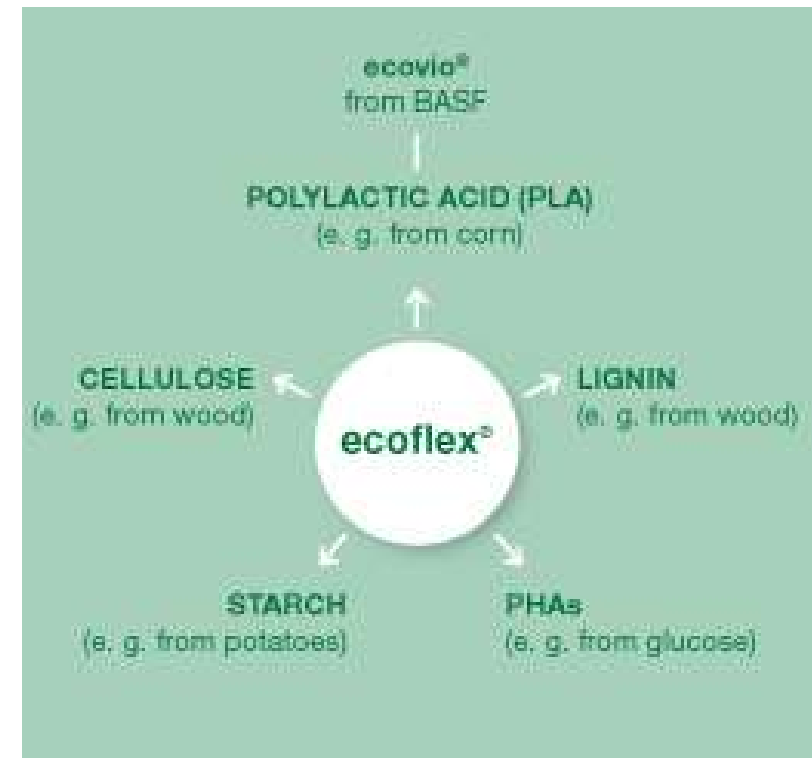 ecovio®
from BASF
POLYLACTIC ACID (PLA)
(e. g. from corn)
CELLULOSE
(e. g. from wood)
LIGNIN
(e. g. from wood)
ecoflex®
STARCH
(e. g. from potatoes)
PHAs
(e. g. from glucose)